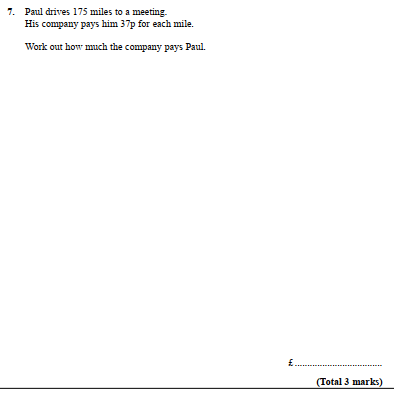 7. Paul drives 175 miles to a meeting.
His company pays him 37p for each mile.
Work out how much the company pays Paul.
£..................................
(Total 3 marks)